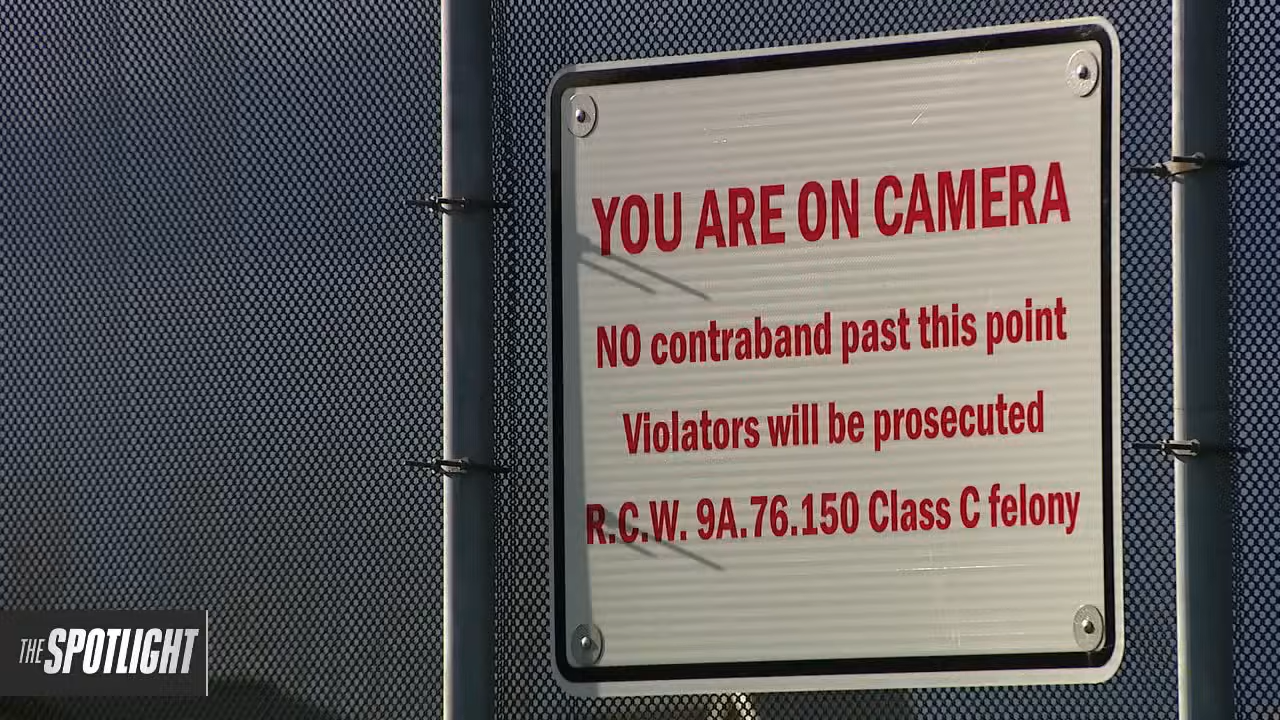 YOU ARE ON CAMERA
NO contraband past this point
Violators will be prosecuted
R.C.W. 9A.76.150 Class C felony
THE SPOTLIGHT